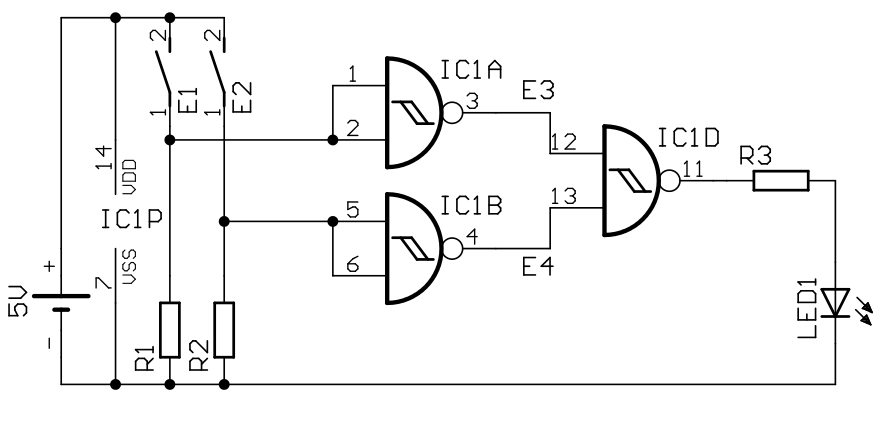 2
2
E1
E2
1
1
14
VDD
IC1P
7
VSS
+
5V
-
R1
R2
1
2
IC1A
3
E3
5
6
IC1B
4
E4
12
13
IC1D
11
R3
LED1